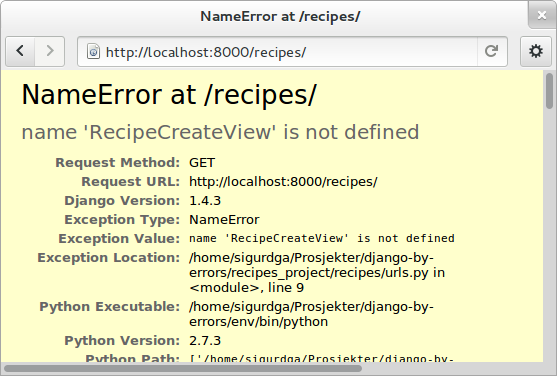 NameError at /recipes/
http://localhost:8000/recipes/
NameError at /recipes/
name 'RecipeCreateView' is not defined
Request Method: GET
Request URL: http://localhost:8000/recipes/
Django Version: 1.4.3
Exception Type: NameError
Exception Value: name 'RecipeCreateView' is not defined
Exception Location: /home/sigurdga/Prosjekter/django-by-
errors/recipes_project/recipes/urls.py in
<module>, line 9
Python Executable: /home/sigurdga/Prosjekter/django-by-
errors/env/bin/python
Python Version: 2.7.3
Python Path: ['/home/sigurdga/Prosjekter/django-by-